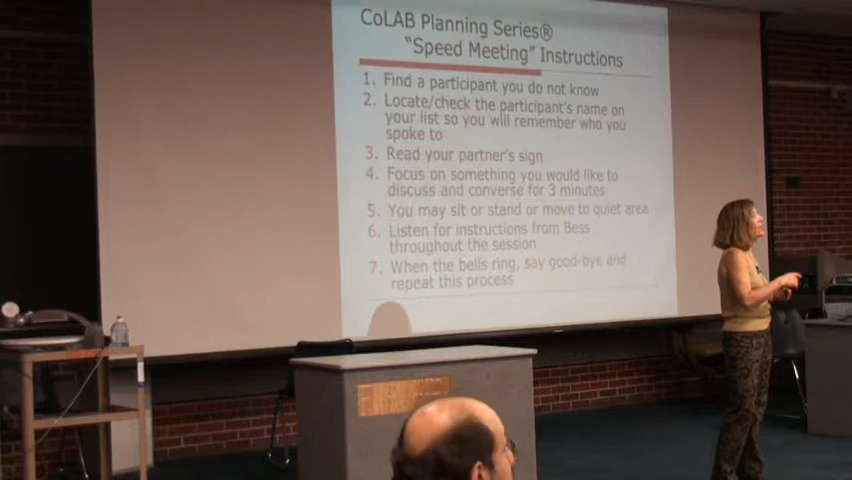 CoLAB Planning Series®
"Speed Meeting" Instructions
1. Find a participant you do not know
2. Locate/check the participant's name on
your list so you will remember who you
spoke to
3. Read your partner's sign
4. Focus on something you would like to
discuss and converse for 3 minutes
5. You may sit or stand or move to quiet area
6. Listen for instructions from Bess
throughout the session
7. When the bells ring, say good-bye and
repeat this process